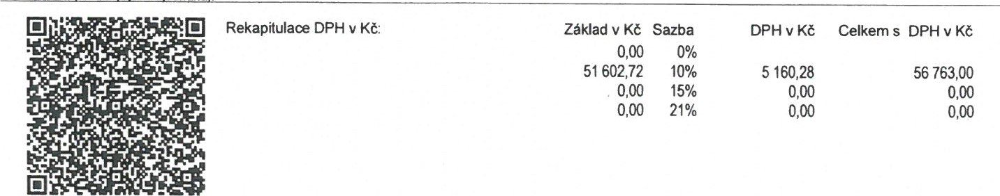 Rekapitulace DPH v Kč: Základ v Kč Sazba DPH v Kč Celkem s DPH v Kč
0,00 0%
51 602,72 10% 5 160,28 56 763,00
0,00 15% 0,00 0,00
0,00 21% 0,00 0,00